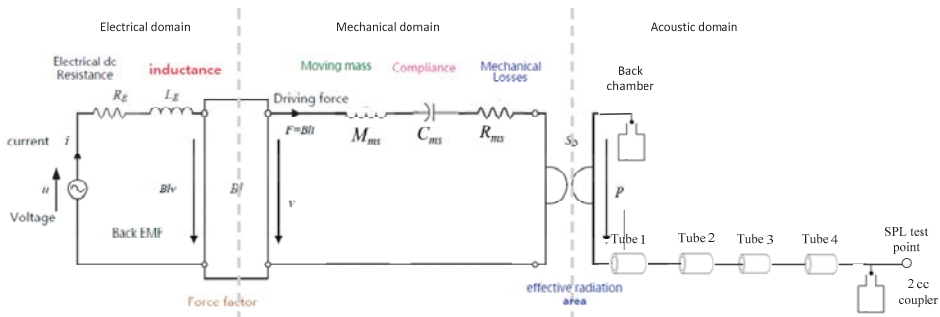 Electrical domain
Mechanical domain
Acoustic domain
Electrical dc
Resistance
inductance
Moving mass
Compliance
Mechanical
Losses
Back
chamber
R_E
L_E
Driving force
F=Bli
M_ms
C_ms
R_ms
current i
S_D
u
Voltage
Blv
Bl
v
p
Back EMF
Tube 1
Tube 2
Tube 3
Tube 4
SPL test
point
2 cc
coupler
Force factor
effective radiation
area